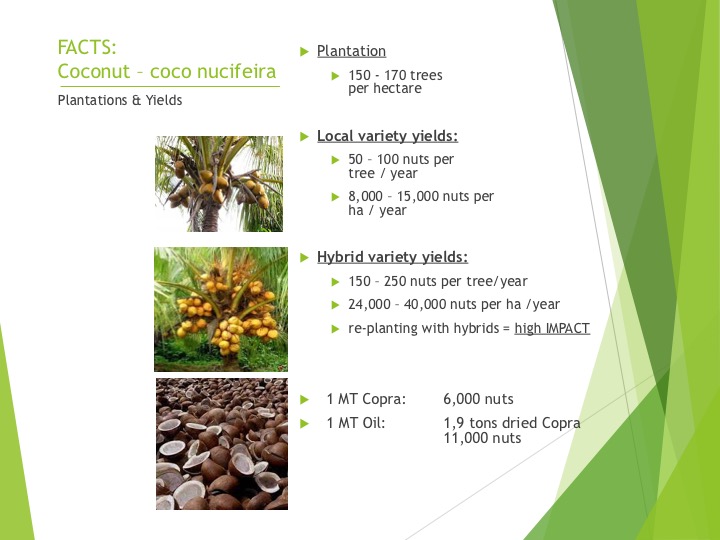 FACTS:
Coconut – coco nucifeira
Plantations & Yields
Plantation
150 - 170 trees
per hectare
Local variety yields:
50 – 100 nuts per
tree / year
8,000 – 15,000 nuts per
ha / year
Hybrid variety yields:
150 – 250 nuts per tree/year
24,000 – 40,000 nuts per ha /year
re-planting with hybrids = high IMPACT
1 MT Copra: 6,000 nuts
1 MT Oil: 1,9 tons dried Copra
11,000 nuts